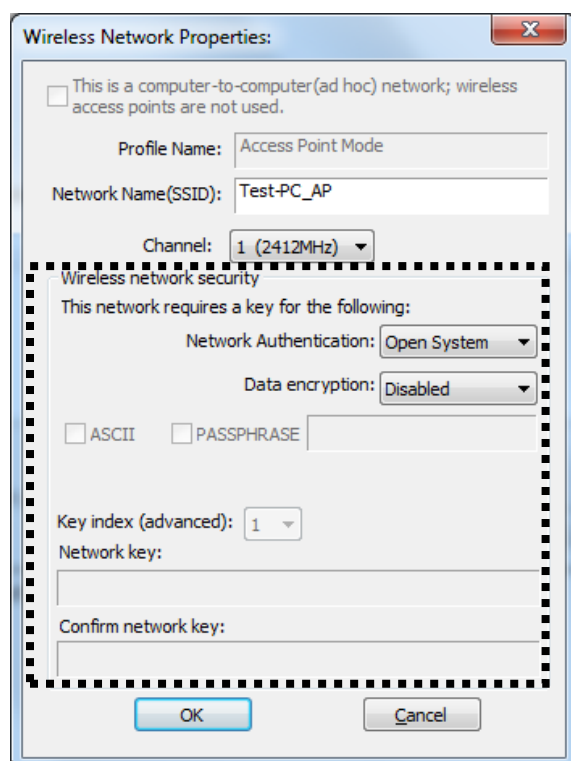 Wireless Network Properties:
This is a computer-to-computer(ad hoc) network; wireless
access points are not used.
Profile Name: Access Point Mode
Network Name(SSID): Test-PC_AP
Channel: 1 (2412MHz)
Wireless network security
This network requires a key for the following:
Network Authentication: Open System
Data encryption: Disabled
ASCII PASSPHRASE
Key index (advanced): 1
Network key:
Confirm network key:
OK Cancel